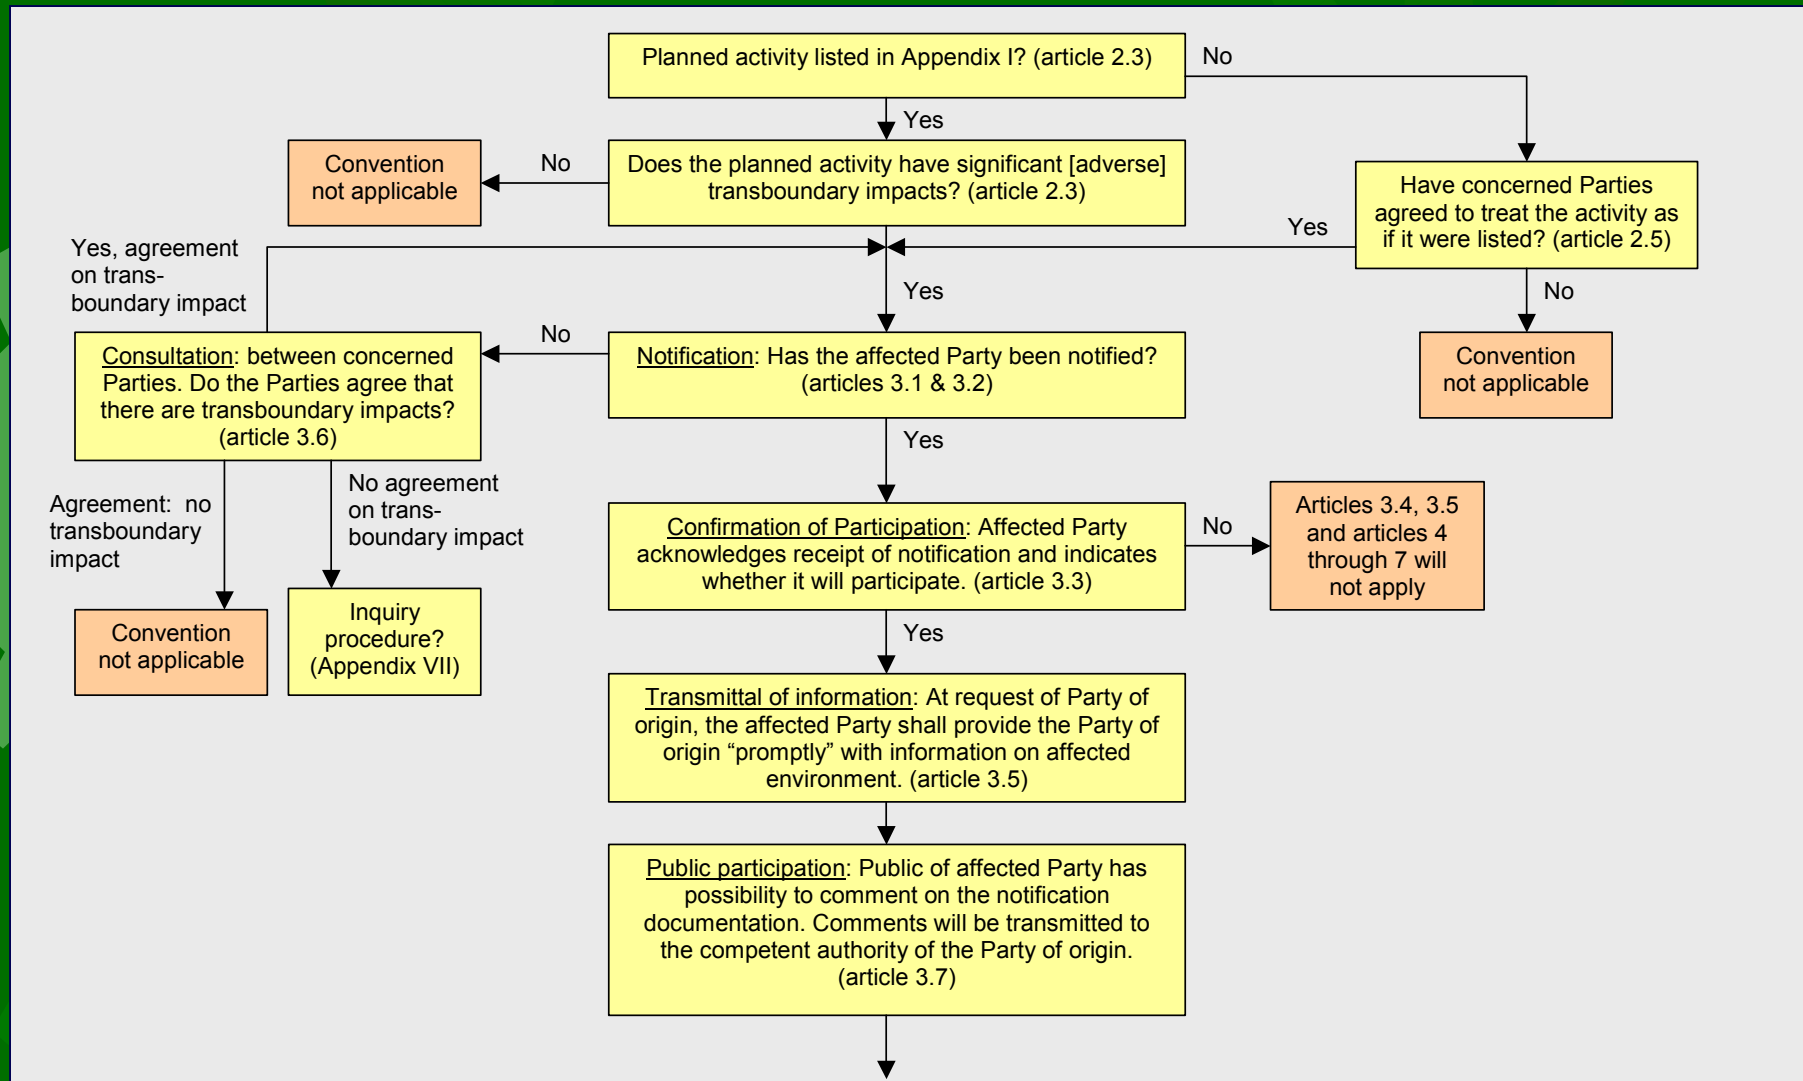 Planned activity listed in Appendix I? (article 2.3)
No
Yes
Convention
not applicable
No
Does the planned activity have significant [adverse]
transboundary impacts? (article 2.3)
Have concerned Parties
agreed to treat the activity as
if it were listed? (article 2.5)
Yes
Yes, agreement
on trans-
boundary impact
Yes
No
Consultation: between concerned
Parties. Do the Parties agree that
there are transboundary impacts?
(article 3.6)
No
Notification: Has the affected Party been notified?
(articles 3.1 & 3.2)
Convention
not applicable
Yes
Agreement:  no
transboundary
impact
No agreement
on trans-
boundary impact
Confirmation of Participation: Affected Party
acknowledges receipt of notification and indicates
whether it will participate. (article 3.3)
No
Articles 3.4, 3.5
and articles 4
through 7 will
not apply
Convention
not applicable
Inquiry
procedure?
(Appendix VII)
Yes
Transmittal of information: At request of Party of
origin, the affected Party shall provide the Party of
origin “promptly” with information on affected
environment. (article 3.5)
Public participation: Public of affected Party has
possibility to comment on the notification
documentation. Comments will be transmitted to
the competent authority of the Party of origin.
(article 3.7)